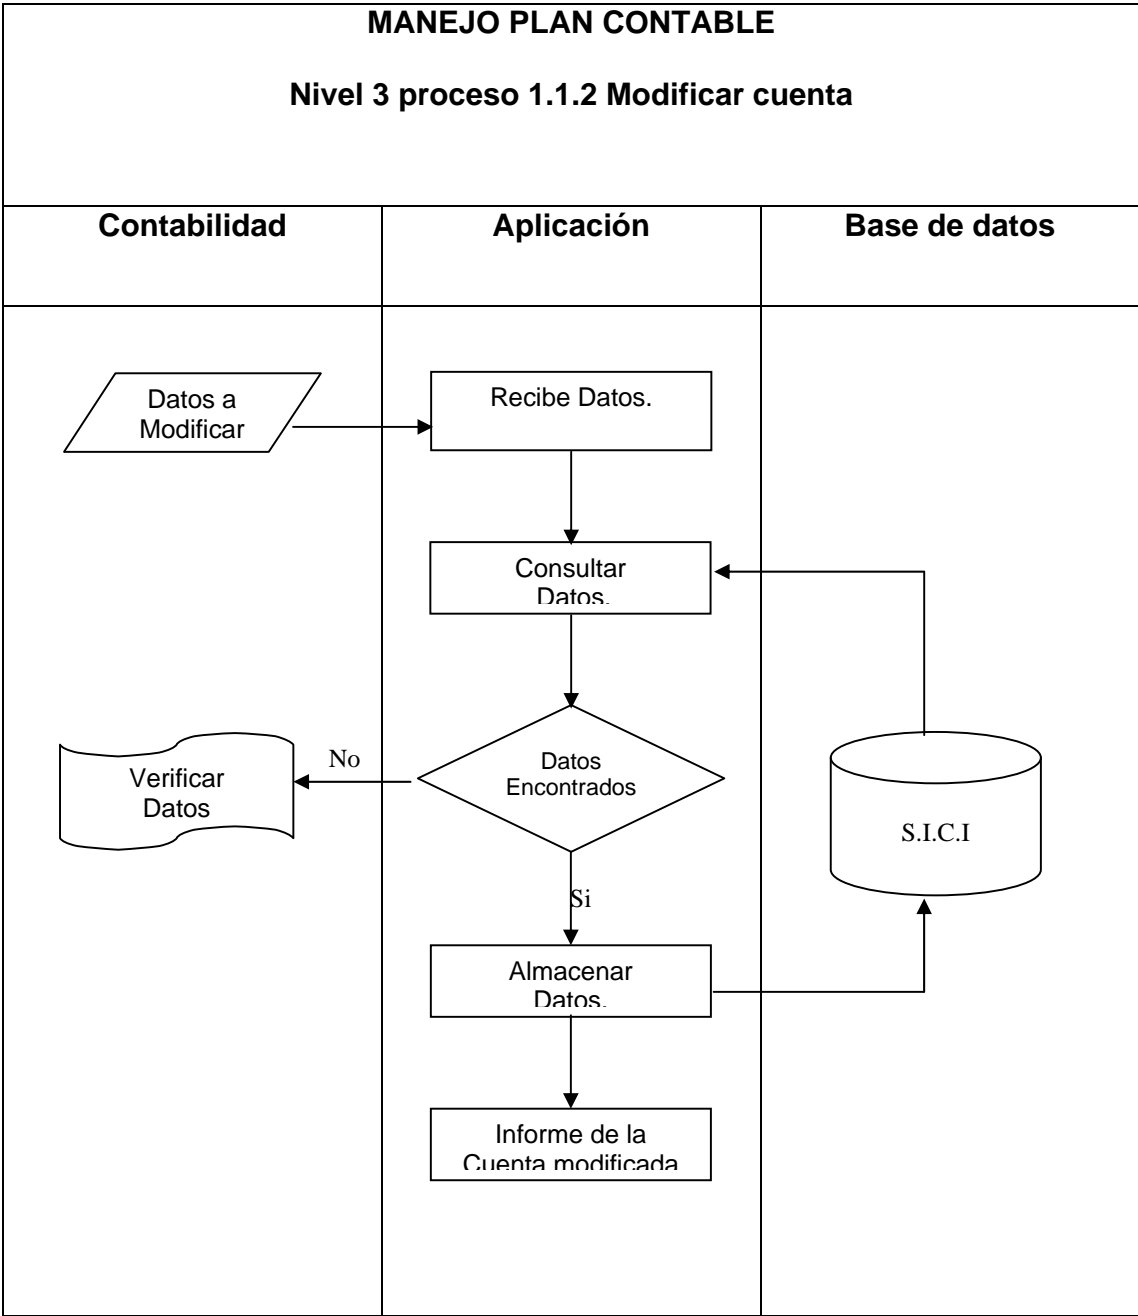 MANEJO PLAN CONTABLE
Nivel 3 proceso 1.1.2 Modificar cuenta
Contabilidad
Aplicación
Base de datos
Datos a
Modificar
Recibe Datos.
Consultar
Datos.
Datos
Encontrados
No
Verificar
Datos
S.I.C.I
Si
Almacenar
Datos.
Informe de la
Cuenta modificada